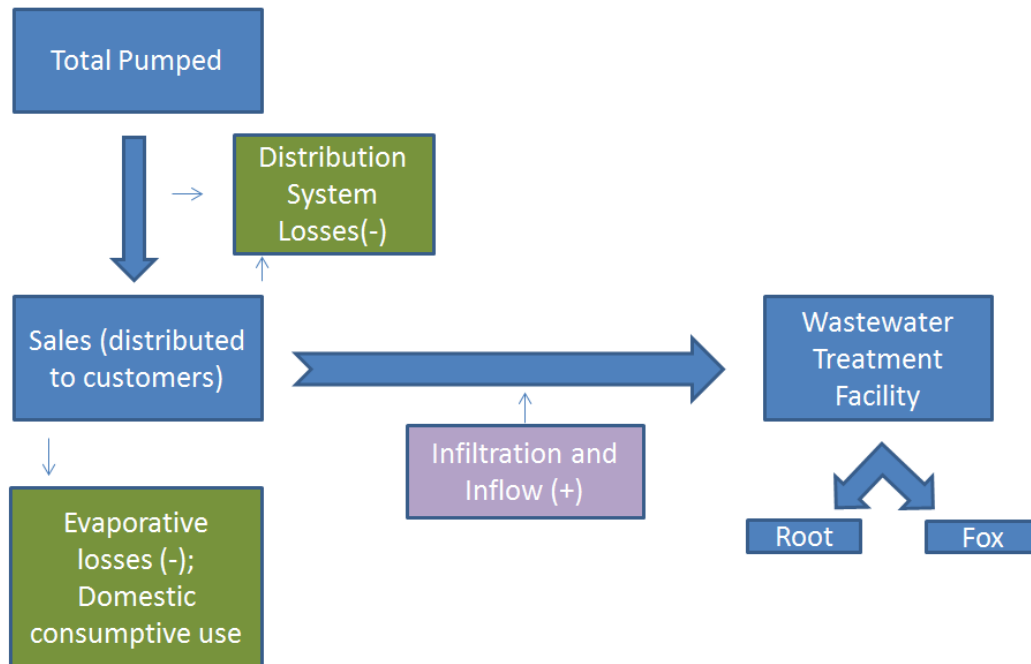 Total Pumped
Distribution
System
Losses(-)
Sales (distributed
to customers)
Wastewater
Treatment
Facility
Infiltration and
Inflow (+)
Evaporative
losses (-);
Domestic
consumptive use
Root
Fox